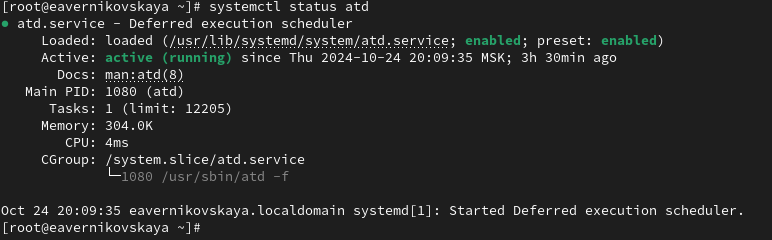 [root@eavernikovskaya ~]# systemctl status atd
● atd.service - Deferred execution scheduler
     Loaded: loaded (/usr/lib/systemd/system/atd.service; enabled; preset: enabled)
     Active: active (running) since Thu 2024-10-24 20:09:35 MSK; 3h 30min ago
       Docs: man:atd(8)
   Main PID: 1080 (atd)
      Tasks: 1 (limit: 12205)
     Memory: 304.0K
        CPU: 4ms
     CGroup: /system.slice/atd.service
             └─1080 /usr/sbin/atd -f

Oct 24 20:09:35 eavernikovskaya.localdomain systemd[1]: Started Deferred execution scheduler.
[root@eavernikovskaya ~]#